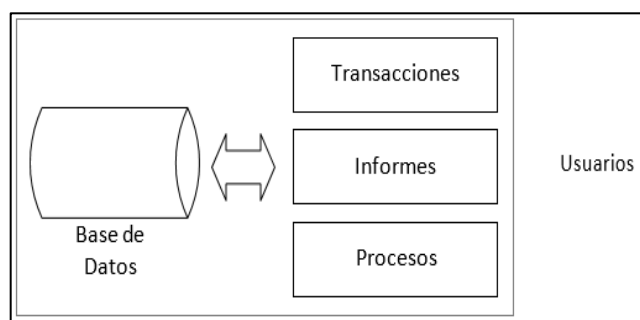 Transacciones
Informes
Usuarios
Base de
Datos
Procesos